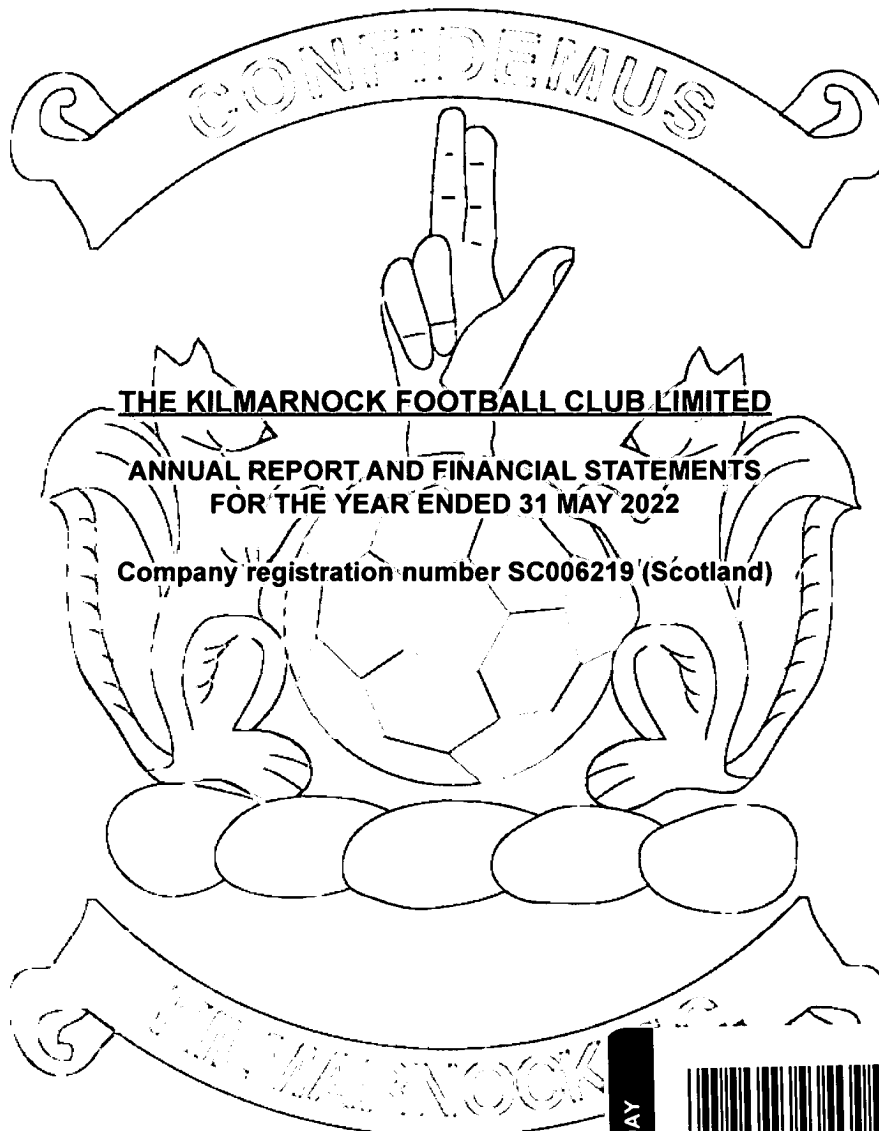 CONFIDEMUS
THE KILMARNOCK FOOTBALL CLUB LIMITED
ANNUAL REPORT AND FINANCIAL STATEMENTS
FOR THE YEAR ENDED 31 MAY 2022
Company registration number SC006219 (Scotland)
KILMARNOCK